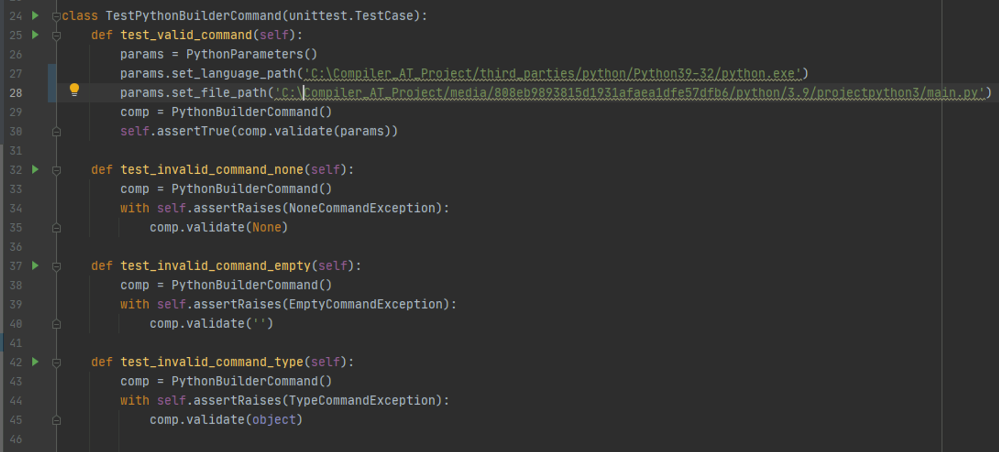 24 class TestPythonBuilderCommand(unittest.TestCase):
25     def test_valid_command(self):
26         params = PythonParameters()
27         params.set_language_path('C:\Compiler_AT_Project/third_parties/python/Python39-32/python.exe')
28         params.set_file_path('C:\Compiler_AT_Project/media/808eb9893815d1931afaea1dfe57dfb6/python/3.9/projectpython3/main.py')
29         comp = PythonBuilderCommand()
30         self.assertTrue(comp.validate(params))
31
32     def test_invalid_command_none(self):
33         comp = PythonBuilderCommand()
34         with self.assertRaises(NoneCommandException):
35             comp.validate(None)
36
37     def test_invalid_command_empty(self):
38         comp = PythonBuilderCommand()
39         with self.assertRaises(EmptyCommandException):
40             comp.validate('')
41
42     def test_invalid_command_type(self):
43         comp = PythonBuilderCommand()
44         with self.assertRaises(TypeCommandException):
45             comp.validate(object)
46